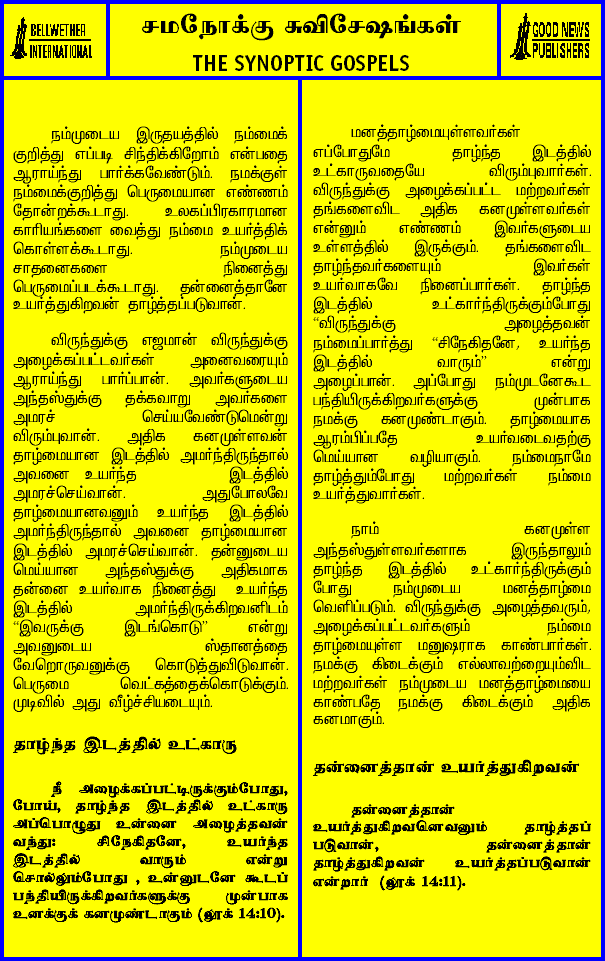 BELLWETHER
INTERNATIONAL
சமநோக்கு சுவிசேஷங்கள்
THE SYNOPTIC GOSPELS
GOOD NEWS
PUBLISHERS
நம்முடைய இருதயத்தில் நம்மைக்
குறித்து எப்படி சிந்திக்கிறோம் என்பதை
ஆராய்ந்து பார்க்கவேண்டும். நமக்குள்
நம்மைக்குறித்து பெருமையான எண்ணம்
தோன்றக்கூடாது. உலகப்பிரகாரமான
காரியங்களை வைத்து நம்மை உயர்த்திக்
கொள்ளக்கூடாது. நம்முடைய
சாதனைகளை நினைத்து
பெருமைப்படக்கூடாது. தன்னைத்தானே
உயர்த்துகிறவன் தாழ்த்தப்படுவான்.
விருந்துக்கு எஜமான் விருந்துக்கு
அழைக்கப்பட்டவர்கள் அனைவரையும்
ஆராய்ந்து பார்ப்பான். அவர்களுடைய
அந்தஸ்துக்கு தக்கவாறு அவர்களை
அமரச் செய்யவேண்டுமென்று
விரும்புவான். அதிக கனமுள்ளவன்
தாழ்மையான இடத்தில் அமர்ந்திருந்தால்
அவனை உயர்ந்த இடத்தில்
அமரச்செய்வான். அதுபோலவே
தாழ்மையானவனும் உயர்ந்த இடத்தில்
அமர்ந்திருந்தால் அவனை தாழ்மையான
இடத்தில் அமரச்செய்வான். தன்னுடைய
மெய்யான அந்தஸ்துக்கு அதிகமாக
தன்னை உயர்வாக நினைத்து உயர்ந்த
இடத்தில் அமர்ந்திருக்கிறவனிடம்
“இவருக்கு இடங்கொடு” என்று
அவனுடைய ஸ்தானத்தை
வேறொருவனுக்கு கொடுத்துவிடுவான்.
பெருமை வெட்கத்தைக்கொடுக்கும்.
முடிவில் அது வீழ்ச்சியடையும்.
தாழ்ந்த இடத்தில் உட்காரு
நீ அழைக்கப்பட்டிருக்கும்போது,
போய், தாழ்ந்த இடத்தில் உட்காரு
அப்பொழுது உன்னை அழைத்தவன்
வந்து: சிநேகிதனே, உயர்ந்த
இடத்தில் வாரும் என்று
சொல்லும்போது , உன்னுடனே கூடப்
பந்தியிருக்கிறவர்களுக்கு முன்பாக
உனக்குக் கனமுண்டாகும் (லூக் 14:10).
மனத்தாழ்மையுள்ளவர்கள்
எப்போதுமே தாழ்ந்த இடத்தில்
உட்காருவதையே விரும்புவார்கள்.
விருந்துக்கு அழைக்கப்பட்ட மற்றவர்கள்
தங்களைவிட அதிக கனமுள்ளவர்கள்
என்னும் எண்ணம் இவர்களுடைய
உள்ளத்தில் இருக்கும். தங்களைவிட
தாழ்ந்தவர்களையும் இவர்கள்
உயர்வாகவே நினைப்பார்கள். தாழ்ந்த
இடத்தில் உட்கார்ந்திருக்கும்போது
“விருந்துக்கு அழைத்தவன்
நம்மைப்பார்த்து “சிநேகிதனே, உயர்ந்த
இடத்தில் வாரும்” என்று
அழைப்பான். அப்போது நம்முடனேகூட
பந்தியிருக்கிறவர்களுக்கு முன்பாக
நமக்கு கனமுண்டாகும். தாழ்மையாக
ஆரம்பிப்பதே உயர்வடைவதற்கு
மெய்யான வழியாகும். நம்மைநாமே
தாழ்த்தும்போது மற்றவர்கள் நம்மை
உயர்த்துவார்கள்.
நாம் கனமுள்ள
அந்தஸ்துள்ளவர்களாக இருந்தாலும்
தாழ்ந்த இடத்தில் உட்கார்ந்திருக்கும்
போது நம்முடைய மனத்தாழ்மை
வெளிப்படும். விருந்துக்கு அழைத்தவரும்,
அழைக்கப்பட்டவர்களும் நம்மை
தாழ்மையுள்ள மனுஷராக காண்பார்கள்.
நமக்கு கிடைக்கும் எல்லாவற்றையும்விட
மற்றவர்கள் நம்முடைய மனத்தாழ்மையை
காண்பதே நமக்கு கிடைக்கும் அதிக
கனமாகும்.
தன்னைத்தான் உயர்த்துகிறவன்
தன்னைத்தான்
உயர்த்துகிறவனெவனும் தாழ்த்தப்
படுவான், தன்னைத்தான்
தாழ்த்துகிறவன் உயர்த்தப்படுவான்
என்றார் (லூக் 14:11).